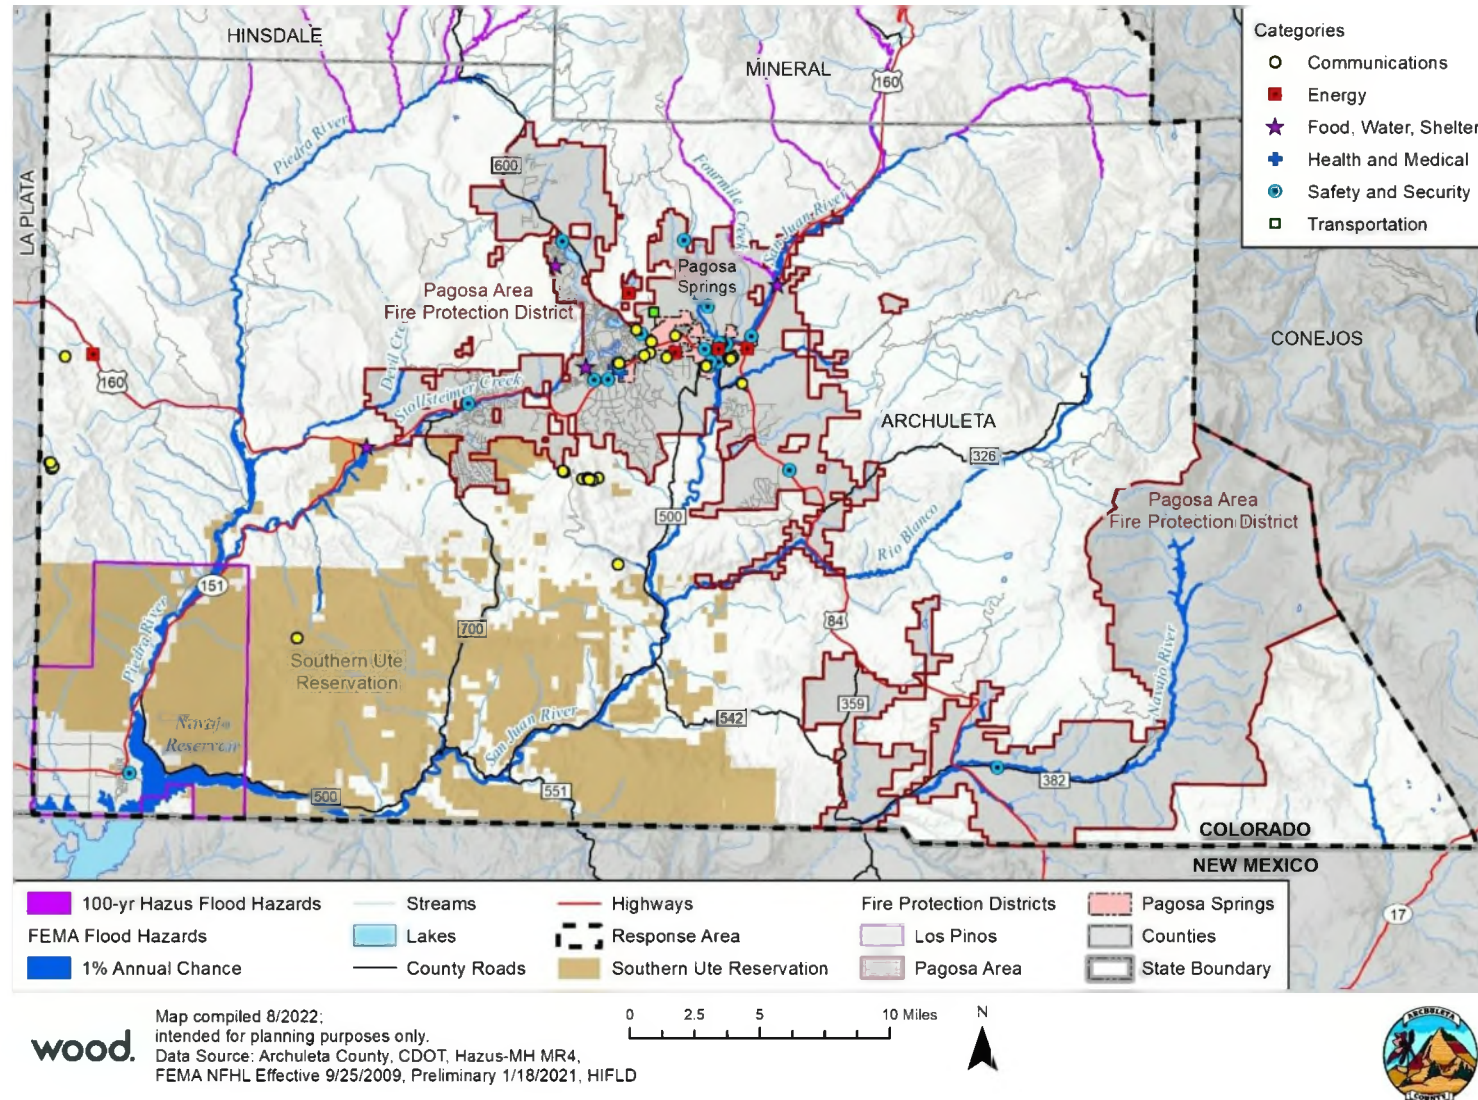 HINSDALE
MINERAL
160
Categories
Communications
Energy
Food, Water, Shelter
Health and Medical
Safety and Security
Transportation
Piedra River
600
Fourmile Creek
San Juan River
LA PLATA
Pagosa
Springs
Pagosa Area
Fire Protection District
CONEJOS
160
Devil Creek
Stollsteimer Creek
ARCHULETA
326
Pagosa Area
Fire Protection District
500
Rio Blanco
151
84
700
Piedra River
Southern Ute
Reservation
Navajo River
359
542
San Juan River
Navajo
Reservoir
382
500
551
COLORADO
NEW MEXICO
17
100-yr Hazus Flood Hazards
Streams
Highways
Fire Protection Districts
Pagosa Springs
FEMA Flood Hazards
Lakes
Response Area
Los Pinos
Counties
1% Annual Chance
County Roads
Southern Ute Reservation
Pagosa Area
State Boundary
wood.
Map compiled 8/2022;
intended for planning purposes only.
Data Source: Archuleta County, CDOT, Hazus-MH MR4,
FEMA NFHL Effective 9/25/2009, Preliminary 1/18/2021, HIFLD
0 2.5 5 10 Miles
N
ARCHULETA
COUNTY